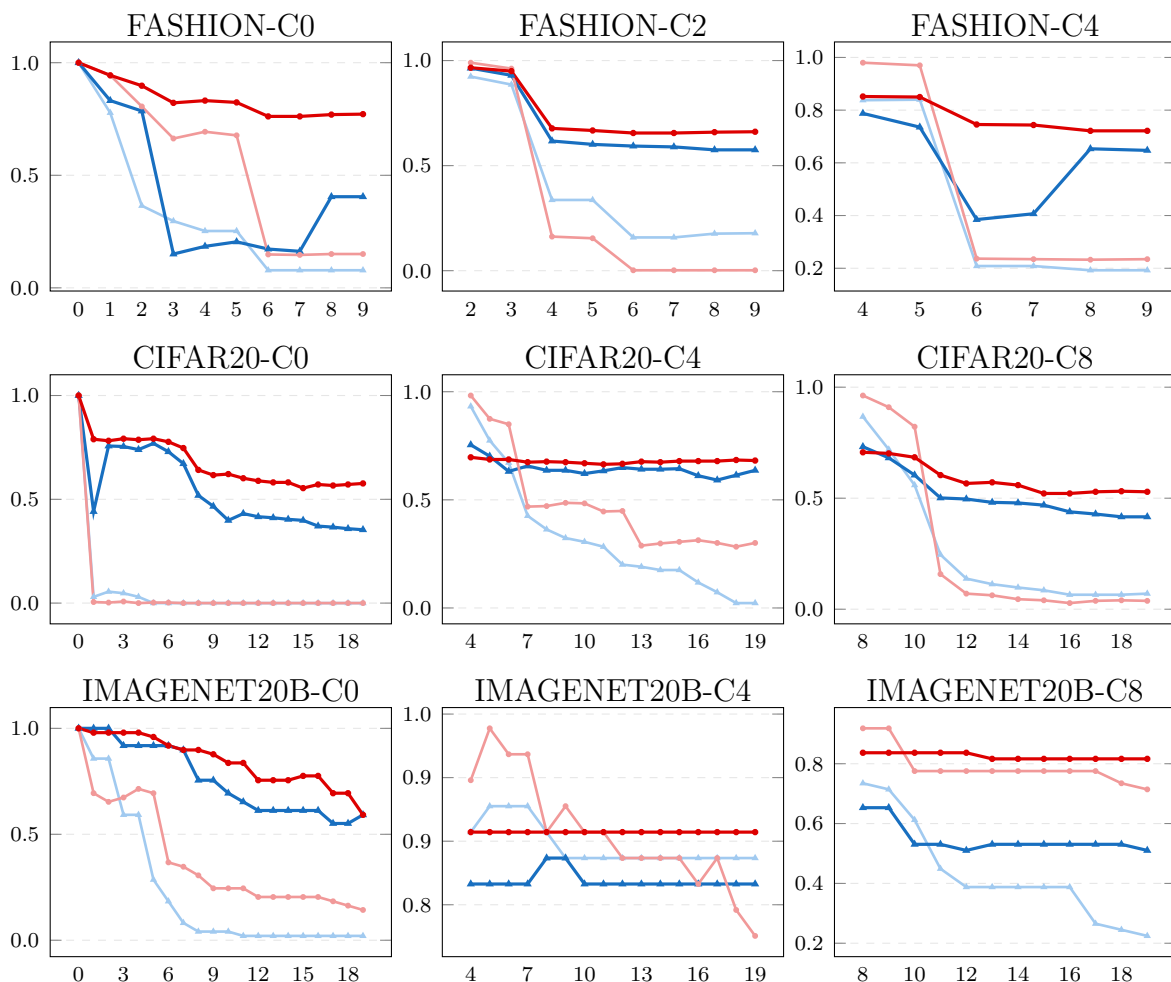 FASHION-C0 FASHION-C2 FASHION-C4
1.0 0.5 0.0
0 1 2 3 4 5 6 7 8 9
1.0 0.5 0.0
2 3 4 5 6 7 8 9
1.0 0.8 0.6 0.4 0.2
4 5 6 7 8 9
CIFAR20-C0 CIFAR20-C4 CIFAR20-C8
1.0 0.5 0.0
0 3 6 9 12 15 18
1.0 0.5 0.0
4 7 10 13 16 19
1.0 0.5 0.0
8 10 12 14 16 18
IMAGENET20B-C0 IMAGENET20B-C4 IMAGENET20B-C8
1.0 0.5 0.0
0 3 6 9 12 15 18
1.0 0.9 0.9 0.8
4 7 10 13 16 19
0.8 0.6 0.4 0.2
8 10 12 14 16 18